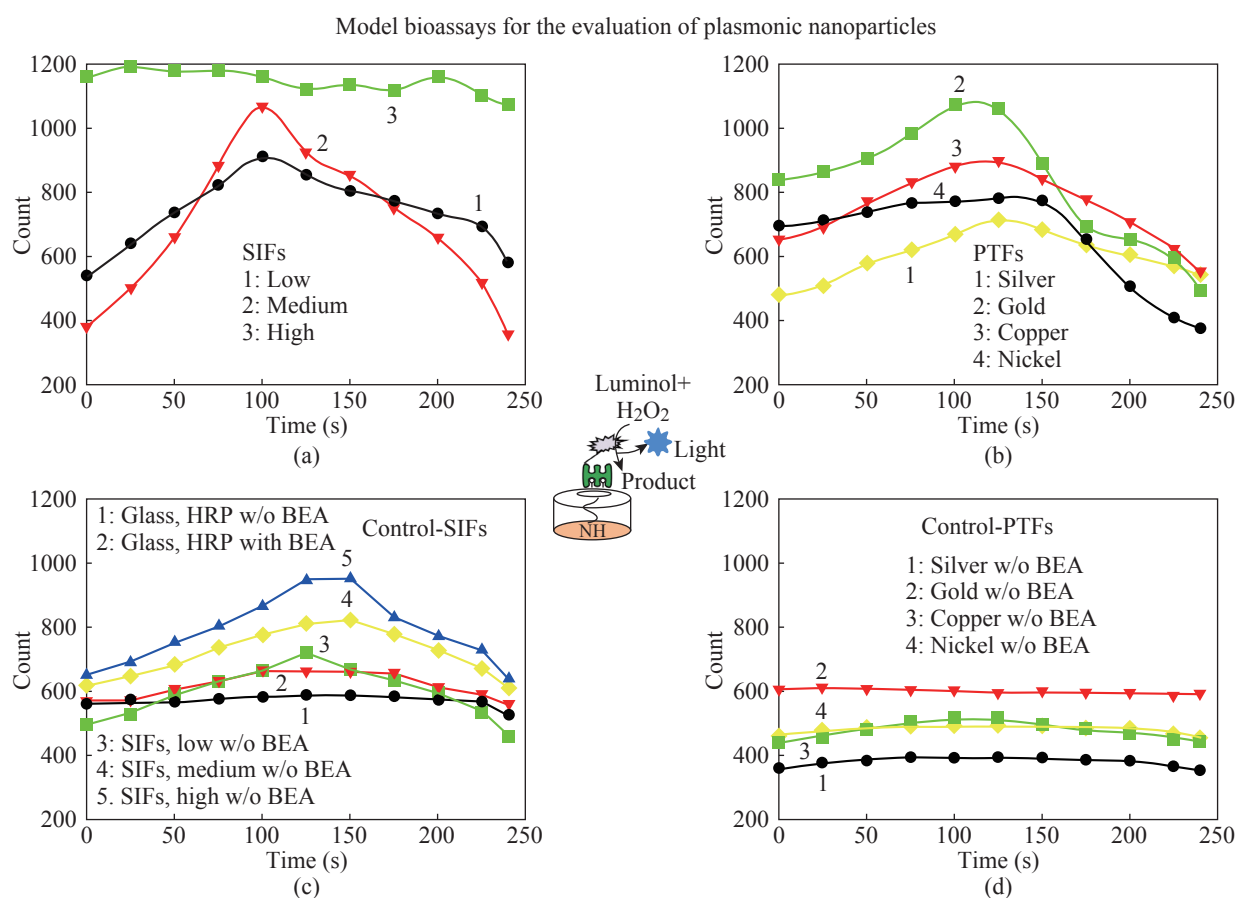 Model bioassays for the evaluation of plasmonic nanoparticles
1200
1000
800
600
400
200
Count
3
2
1
SIFs
1: Low
2: Medium
3: High
0 50 100 150 200 250
Time (s)
(a)
1200
1000
800
600
400
200
Count
2
3
4
1
PTFs
1: Silver
2: Gold
3: Copper
4: Nickel
0 50 100 150 200 250
Time (s)
(b)
Luminol+
H₂O₂
Light
Product
NH
1200
1000
800
600
400
200
Count
1: Glass, HRP w/o BEA
2: Glass, HRP with BEA
Control-SIFs
5
4
3
2
1
3: SIFs, low w/o BEA
4: SIFs, medium w/o BEA
5. SIFs, high w/o BEA
0 50 100 150 200 250
Time (s)
(c)
1200
1000
800
600
400
200
Count
Control-PTFs
1: Silver w/o BEA
2: Gold w/o BEA
3: Copper w/o BEA
4: Nickel w/o BEA
2
4
3
1
0 50 100 150 200 250
Time (s)
(d)